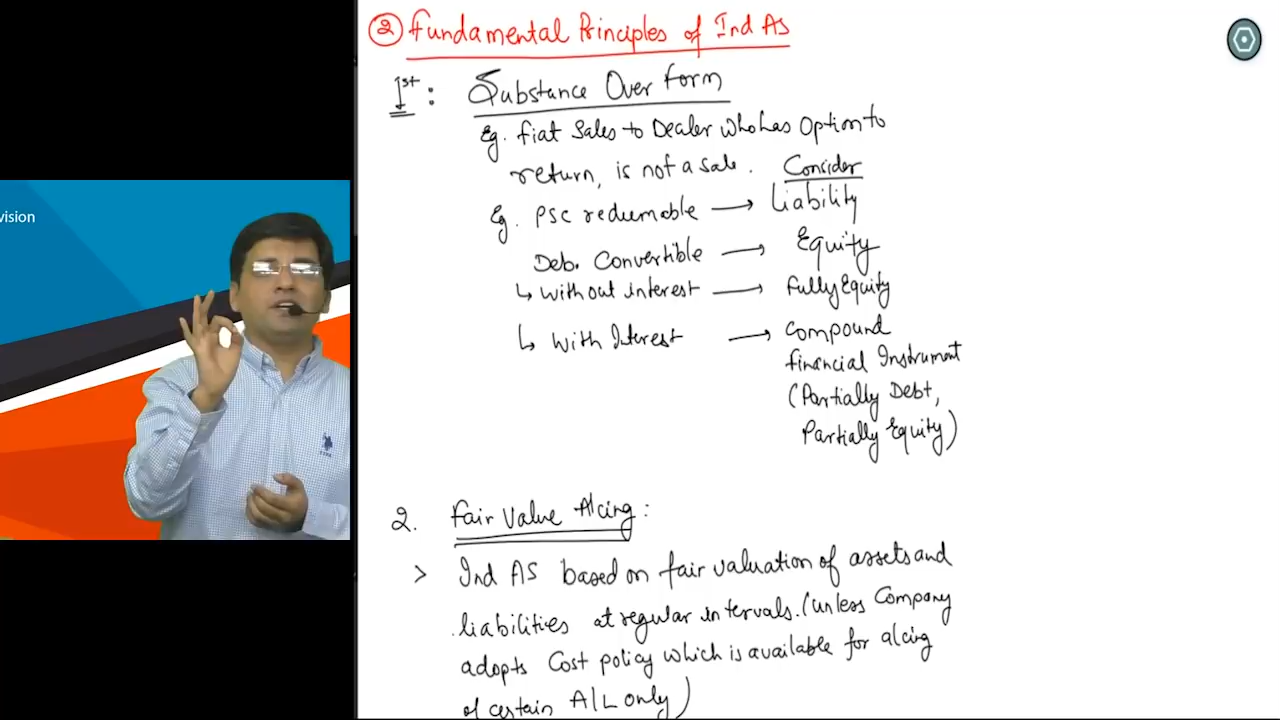 vision
② Fundamental Principles of Ind AS
1st: Substance Over Form
Eg. Fiat Sales to Dealer Who has Option to
return, is not a sale. Consider
Eg. PSC redeemable → Liability
Deb. Convertible → Equity
↳ Without interest → Fully Equity
↳ With Interest → Compound
Financial Instrument
(Partially Debt,
Partially Equity)
2. Fair Value A/cing:
> Ind AS based on fair valuation of assets and
liabilities at regular intervals. (unless Company
adopts Cost policy which is available for a/cing
of certain A/L only)